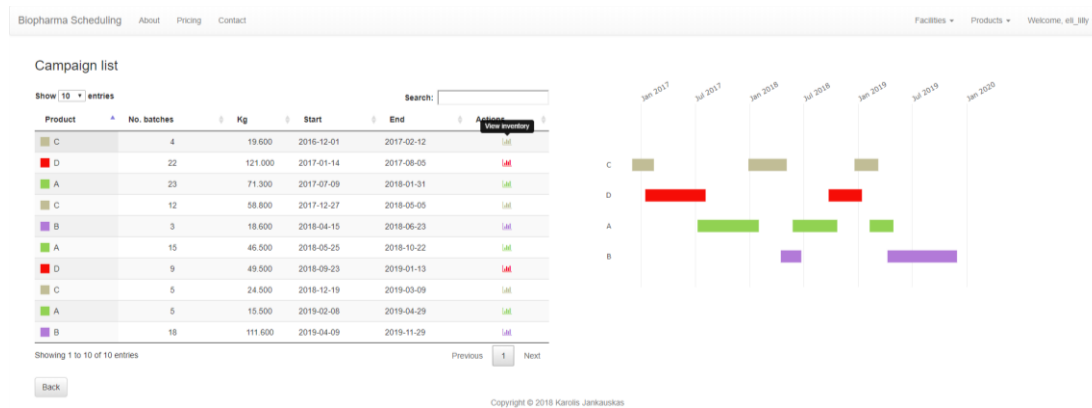 Biopharma Scheduling About Pricing Contact Facilities Products Welcome, eli_lilly
Campaign list
Show 10 entries Search:
Product No. batches Kg Start End Actions
View inventory
C 4 19.600 2016-12-01 2017-02-12
D 22 121.000 2017-01-14 2017-08-05
A 23 71.300 2017-07-09 2018-01-31
C 12 58.800 2017-12-27 2018-05-05
B 3 18.600 2018-04-15 2018-06-23
A 15 46.500 2018-05-25 2018-10-22
D 9 49.500 2018-09-23 2019-01-13
C 5 24.500 2018-12-19 2019-03-09
A 5 15.500 2019-02-08 2019-04-29
B 18 111.600 2019-04-09 2019-11-29
Showing 1 to 10 of 10 entries Previous 1 Next
Back
Jan 2017 Jul 2017 Jan 2018 Jul 2018 Jan 2019 Jul 2019 Jan 2020
C
D
A
B
Copyright © 2018 Karolis Jankauskas